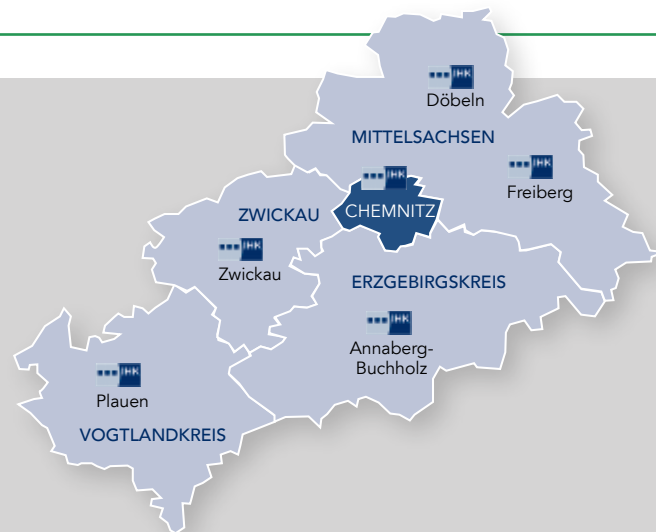 IHK
Döbeln
MITTELSACHSEN
IHK
IHK
Freiberg
CHEMNITZ
ZWICKAU
IHK
Zwickau
ERZGEBIRGSKREIS
IHK
Annaberg-
Buchholz
IHK
Plauen
VOGTLANDKREIS